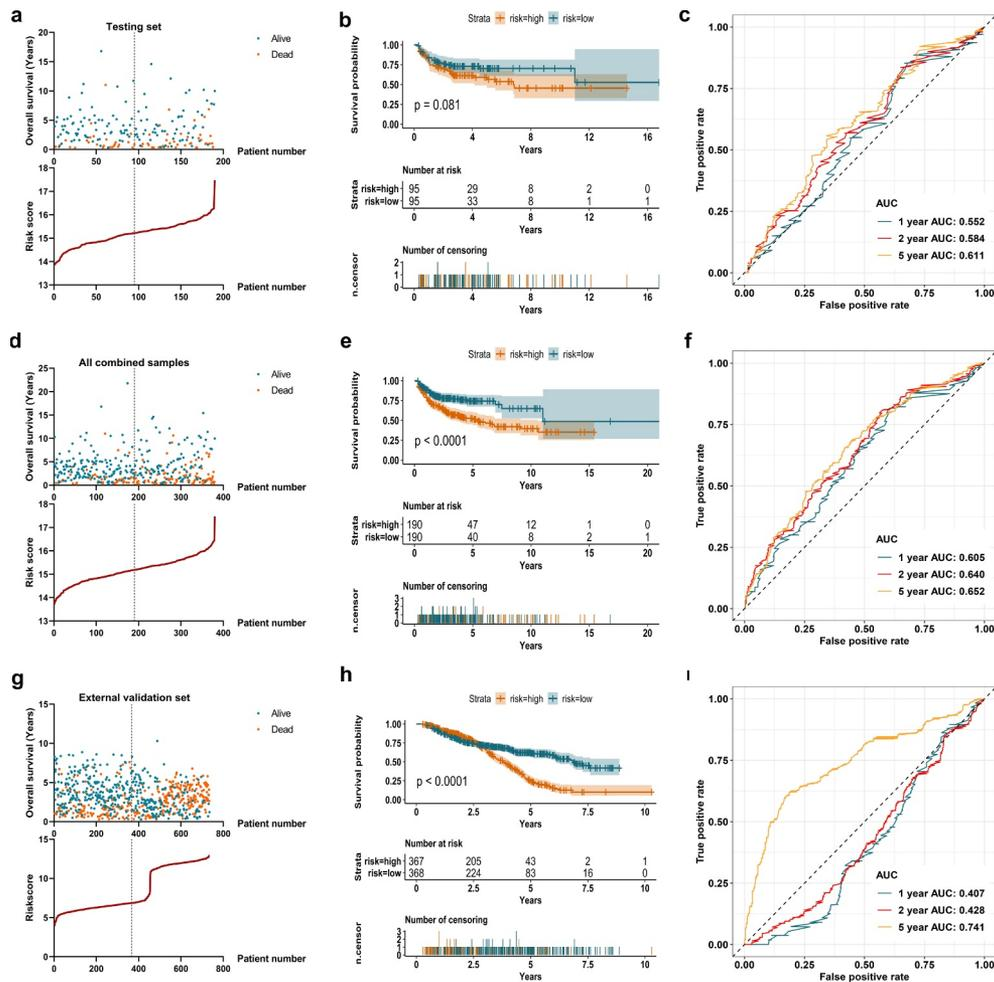 a
Testing set
Overall survival (Years)
20
15
10
5
0
0 50 100 150 200
Patient number
Alive
Dead
Risk score
18
17
16
15
14
13
0 50 100 150 200
Patient number
b
Strata risk=high risk=low
Survival probability
1.00
0.75
0.50
0.25
0.00
p = 0.081
0 4 8 12 16
Years
Number at risk
Strata
risk=high 95 29 8 2 0
risk=low 95 33 8 1 1
0 4 8 12 16
Years
Number of censoring
n.censor
2
1
0
0 4 8 12 16
Years
c
True positive rate
1.00
0.75
0.50
0.25
0.00
AUC
1 year AUC: 0.552
2 year AUC: 0.584
5 year AUC: 0.611
0.00 0.25 0.50 0.75 1.00
False positive rate
d
All combined samples
Overall survival (Years)
25
20
15
10
5
0
0 100 200 300 400
Patient number
Alive
Dead
Risk score
18
17
16
15
14
13
0 100 200 300 400
Patient number
e
Strata risk=high risk=low
Survival probability
1.00
0.75
0.50
0.25
0.00
p < 0.0001
0 5 10 15 20
Years
Number at risk
Strata
risk=high 190 47 12 1 0
risk=low 190 40 8 2 1
0 5 10 15 20
Years
Number of censoring
n.censor
3
2
1
0
0 5 10 15 20
Years
f
True positive rate
1.00
0.75
0.50
0.25
0.00
AUC
1 year AUC: 0.605
2 year AUC: 0.640
5 year AUC: 0.652
0.00 0.25 0.50 0.75 1.00
False positive rate
g
External validation set
Overall survival (Years)
15
10
5
0
0 200 400 600 800
Patient number
Alive
Dead
Riskscore
15
10
5
0
0 200 400 600 800
Patient number
h
Strata risk=high risk=low
Survival probability
1.00
0.75
0.50
0.25
0.00
p < 0.0001
0 2.5 5 7.5 10
Years
Number at risk
Strata
risk=high 367 205 43 2 1
risk=low 368 224 83 16 0
0 2.5 5 7.5 10
Years
Number of censoring
n.censor
3
2
1
0
0 2.5 5 7.5 10
Years
ı
True positive rate
1.00
0.75
0.50
0.25
0.00
AUC
1 year AUC: 0.407
2 year AUC: 0.428
5 year AUC: 0.741
0.00 0.25 0.50 0.75 1.00
False positive rate